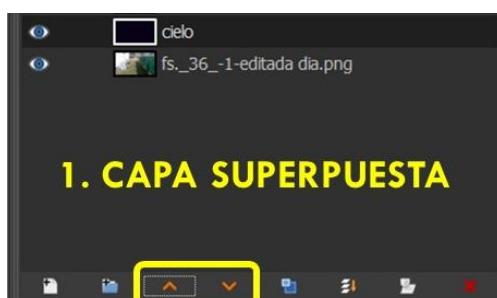 cielo
fs._36_-1-editada dia.png
1. CAPA SUPERPUESTA